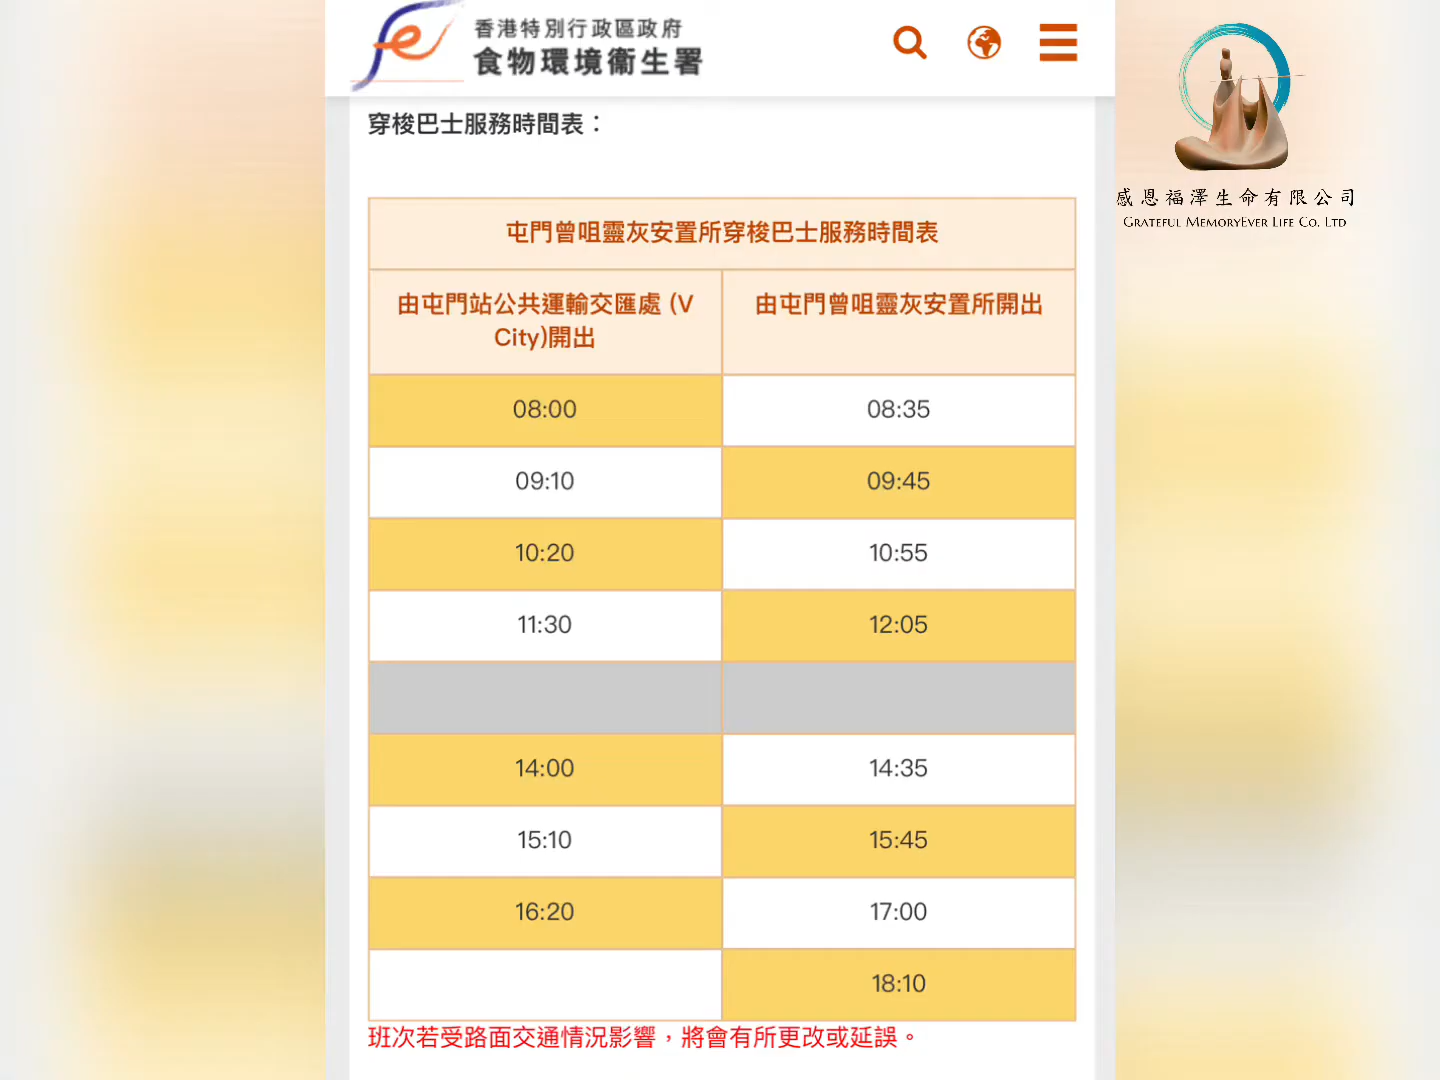 香港特別行政區政府
食物環境衞生署
感恩福澤生命有限公司
GRATEFUL MEMORYEVER LIFE CO. LTD
穿梭巴士服務時間表：
屯門曾咀靈灰安置所穿梭巴士服務時間表
由屯門站公共運輸交匯處 (V
City)開出
由屯門曾咀靈灰安置所開出
08:00 08:35
09:10 09:45
10:20 10:55
11:30 12:05
14:00 14:35
15:10 15:45
16:20 17:00
18:10
班次若受路面交通情況影響，將會有所更改或延誤。